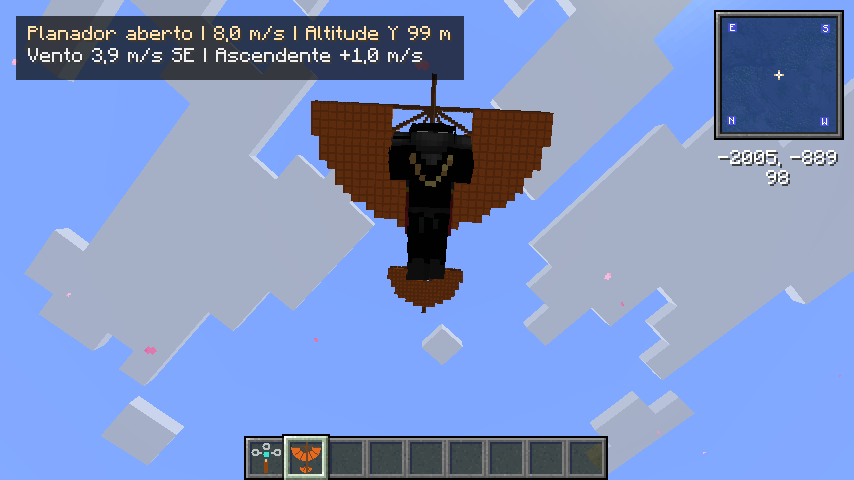 Planador aberto | 8,0 m/s | Altitude Y 99 m
Vento 3,9 m/s SE | Ascendente +1,0 m/s
E S
N W
-2005, -889
98